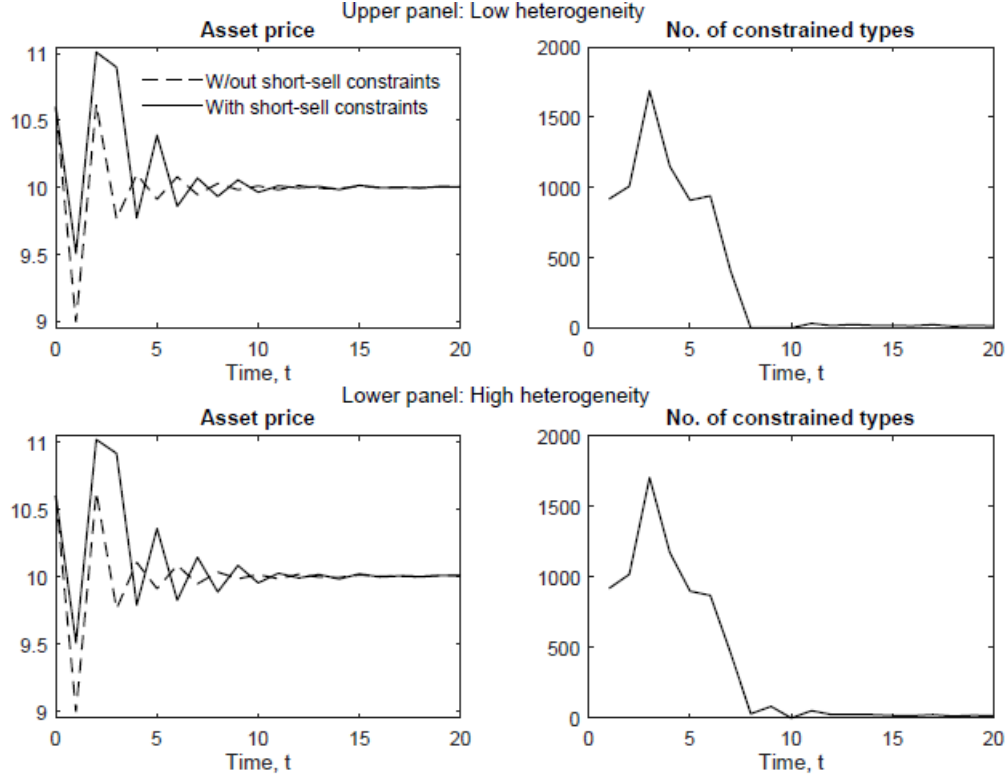 Upper panel: Low heterogeneity
Asset price
No. of constrained types
11
10.5
10
9.5
9
W/out short-sell constraints
With short-sell constraints
0 5 10 15 20
Time, t
2000
1500
1000
500
0
0 5 10 15 20
Time, t
Lower panel: High heterogeneity
Asset price
No. of constrained types
11
10.5
10
9.5
9
0 5 10 15 20
Time, t
2000
1500
1000
500
0
0 5 10 15 20
Time, t